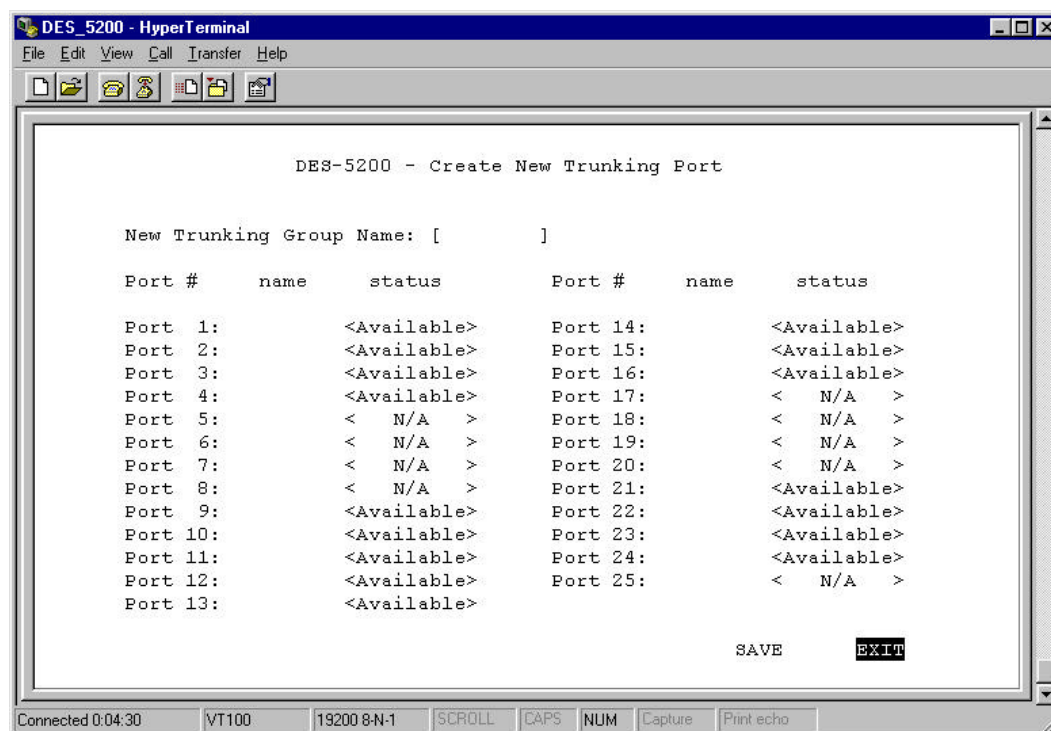 DES_5200 - HyperTerminal
File Edit View Call Transfer Help
DES-5200 - Create New Trunking Port
New Trunking Group Name: [ ]
Port # name status Port # name status
Port 1: <Available> Port 14: <Available>
Port 2: <Available> Port 15: <Available>
Port 3: <Available> Port 16: <Available>
Port 4: <Available> Port 17: < N/A >
Port 5: < N/A > Port 18: < N/A >
Port 6: < N/A > Port 19: < N/A >
Port 7: < N/A > Port 20: < N/A >
Port 8: < N/A > Port 21: <Available>
Port 9: <Available> Port 22: <Available>
Port 10: <Available> Port 23: <Available>
Port 11: <Available> Port 24: <Available>
Port 12: <Available> Port 25: < N/A >
Port 13: <Available>
SAVE EXIT
Connected 0:04:30 VT100 19200 8-N-1 SCROLL CAPS NUM Capture Print echo